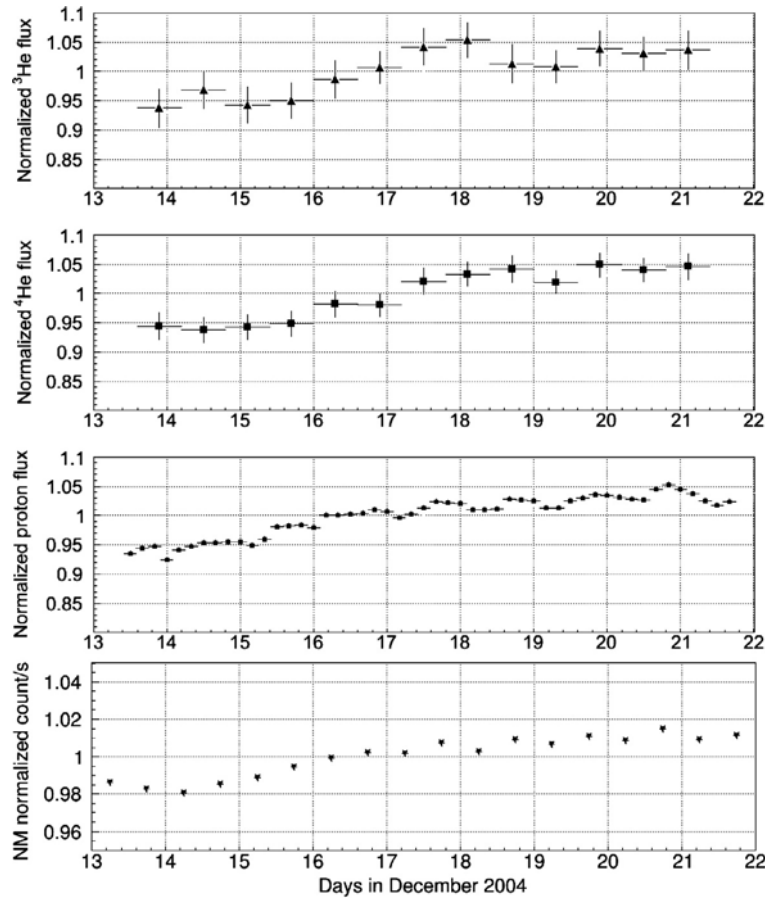 Normalized ³He flux
1.1
1.05
1
0.95
0.9
0.85
13 14 15 16 17 18 19 20 21 22
Normalized ⁴He flux
1.1
1.05
1
0.95
0.9
0.85
13 14 15 16 17 18 19 20 21 22
Normalized proton flux
1.1
1.05
1
0.95
0.9
0.85
13 14 15 16 17 18 19 20 21 22
NM normalized count/s
1.04
1.02
1
0.98
0.96
13 14 15 16 17 18 19 20 21 22
Days in December 2004